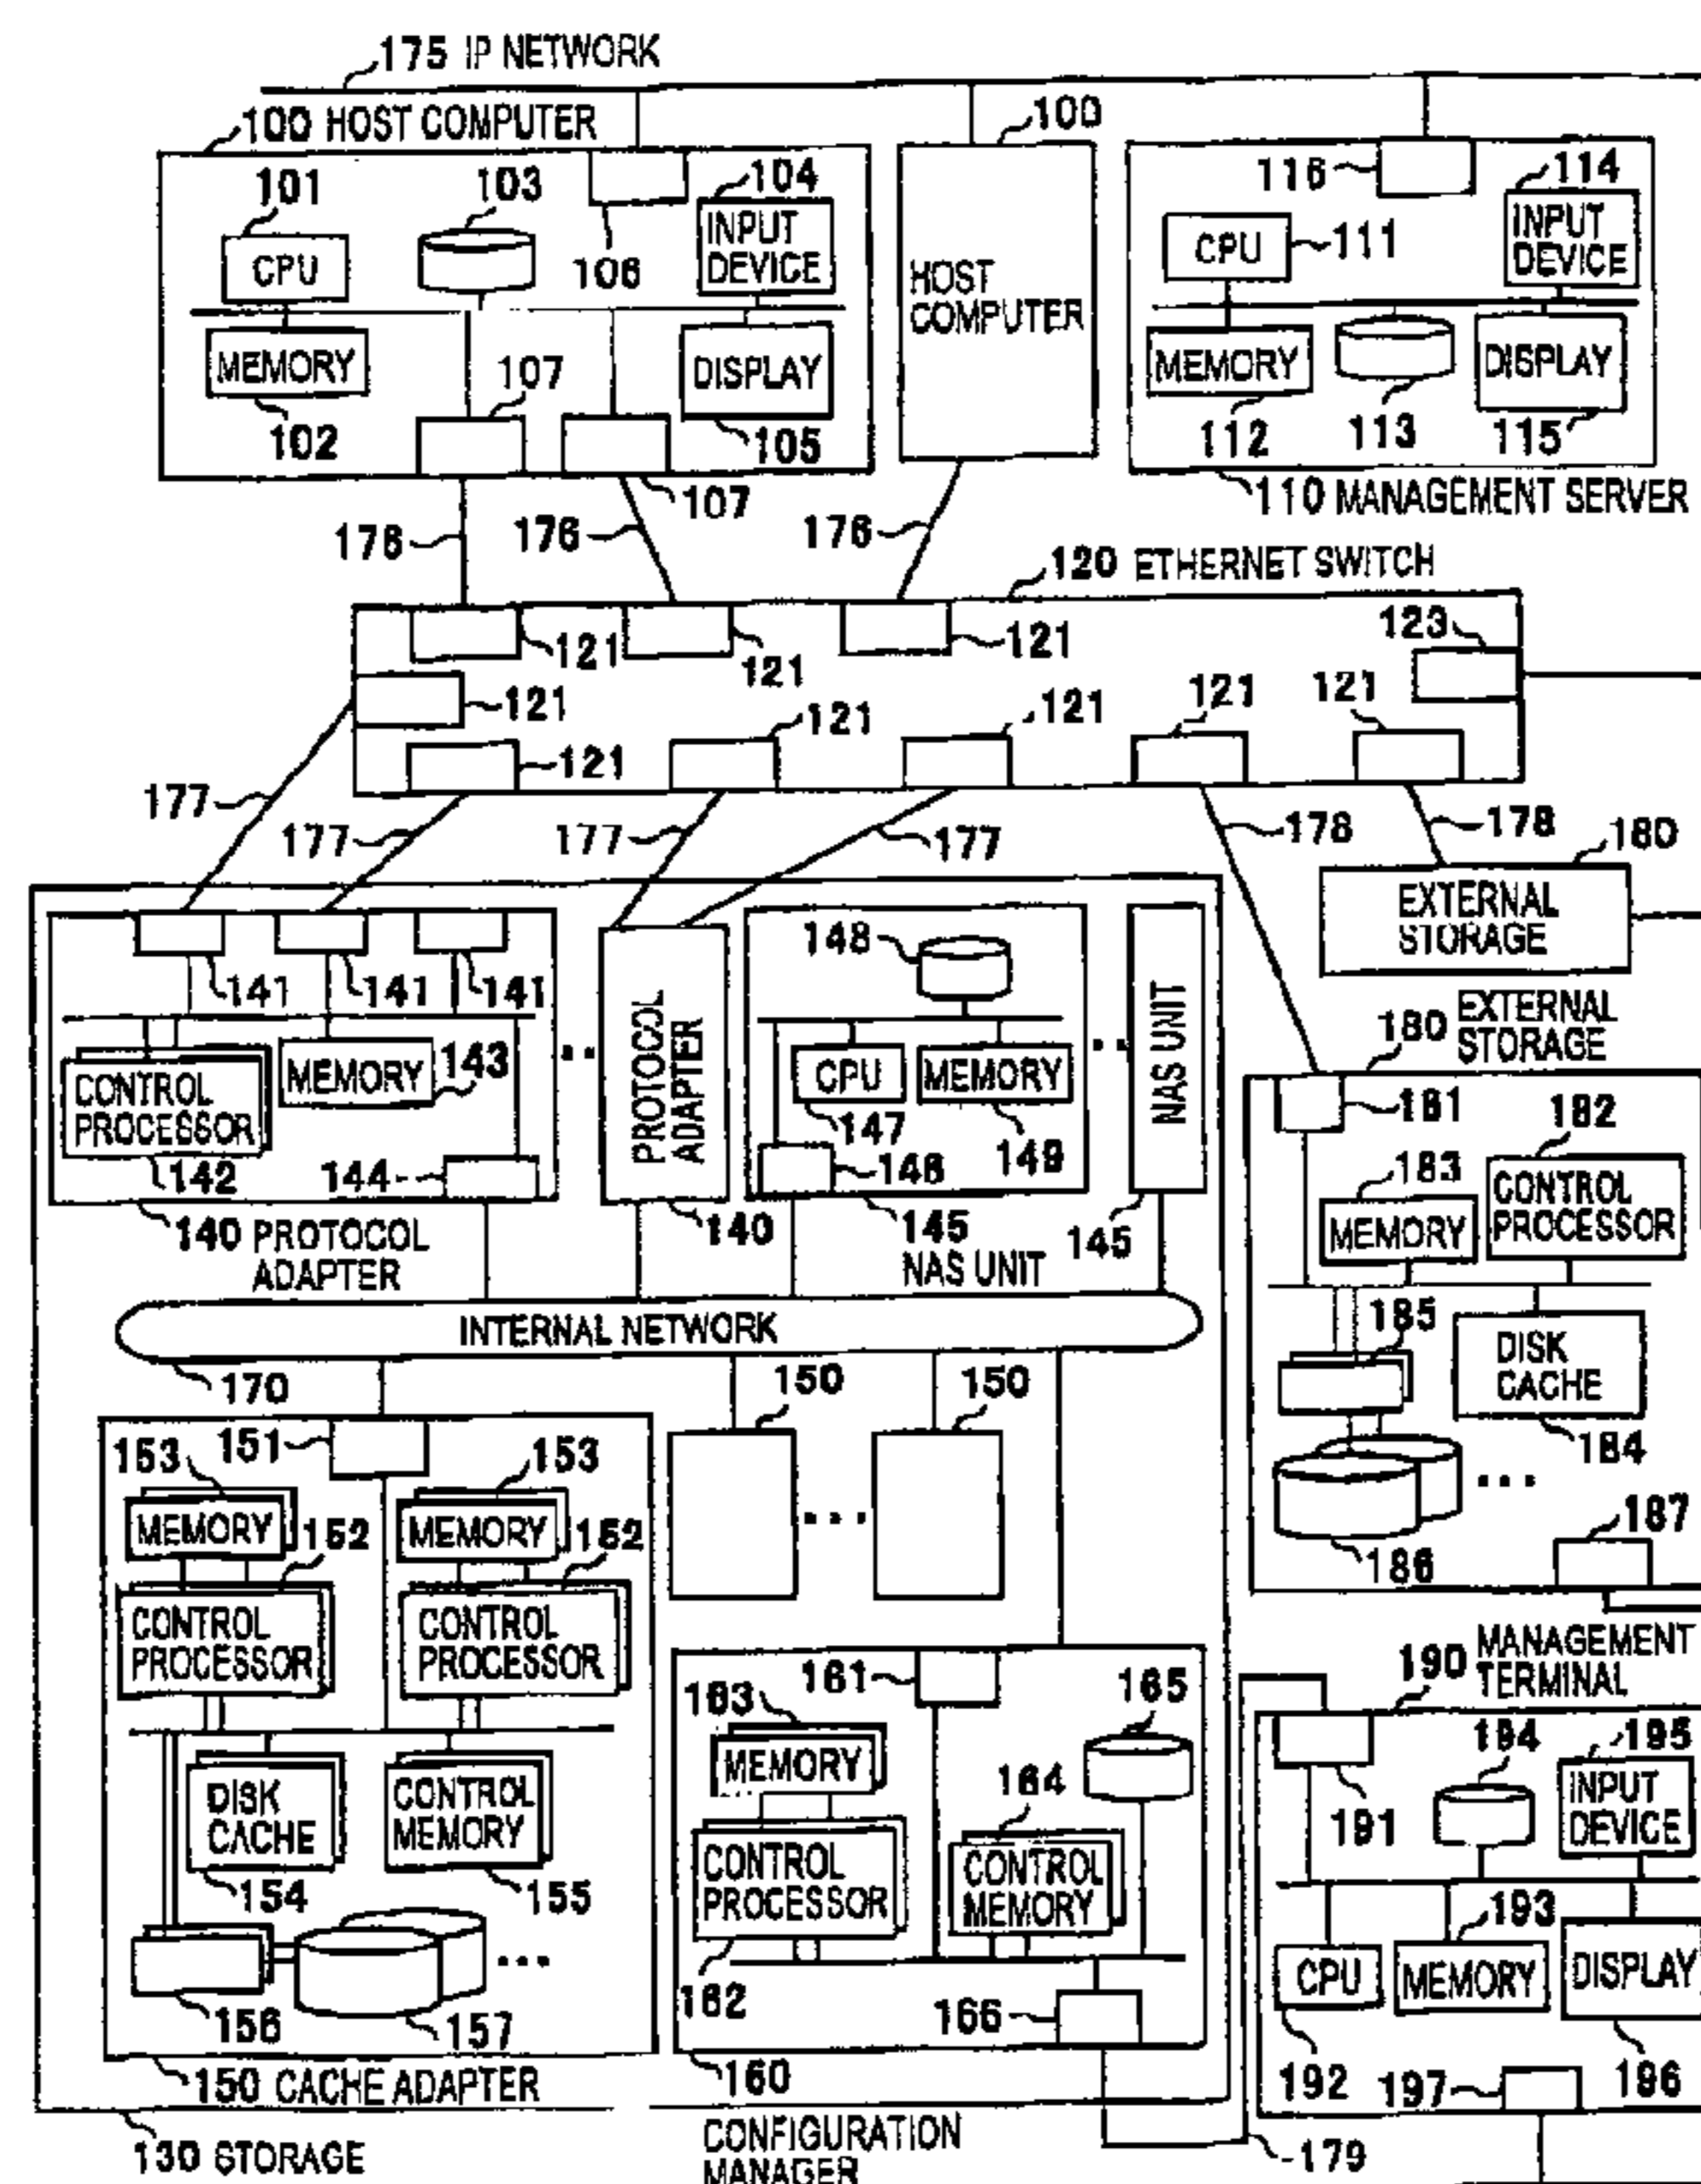 175 IP NETWORK
100 HOST COMPUTER
100
101
103
104
116
114
CPU
INPUT
DEVICE
106
HOST
COMPUTER
CPU
111
INPUT
DEVICE
MEMORY
107
DISPLAY
MEMORY
DISPLAY
102
105
112
113
115
107
110 MANAGEMENT SERVER
176
176
176
120 ETHERNET SWITCH
123
121
121
121
121
121
121
121
121
121
177
177
177
177
178
178
180
EXTERNAL
STORAGE
148
141
141
141
PROTOCOL
ADAPTER
NAS UNIT
180 EXTERNAL
STORAGE
CONTROL
PROCESSOR
MEMORY
143
CPU
MEMORY
181
182
142
144
147
146
149
183
CONTROL
PROCESSOR
MEMORY
140 PROTOCOL
ADAPTER
140
145
NAS UNIT
145
INTERNAL NETWORK
185
DISK
CACHE
170
150
150
184
151
153
153
MEMORY
152
MEMORY
152
186
187
CONTROL
PROCESSOR
CONTROL
PROCESSOR
161
163
165
190 MANAGEMENT
TERMINAL
MEMORY
164
194
195
DISK
CACHE
CONTROL
MEMORY
191
INPUT
DEVICE
CONTROL
PROCESSOR
CONTROL
MEMORY
154
155
193
CPU
MEMORY
DISPLAY
156
157
162
166
192
197
196
150 CACHE ADAPTER
160
130 STORAGE
CONFIGURATION
MANAGER
179